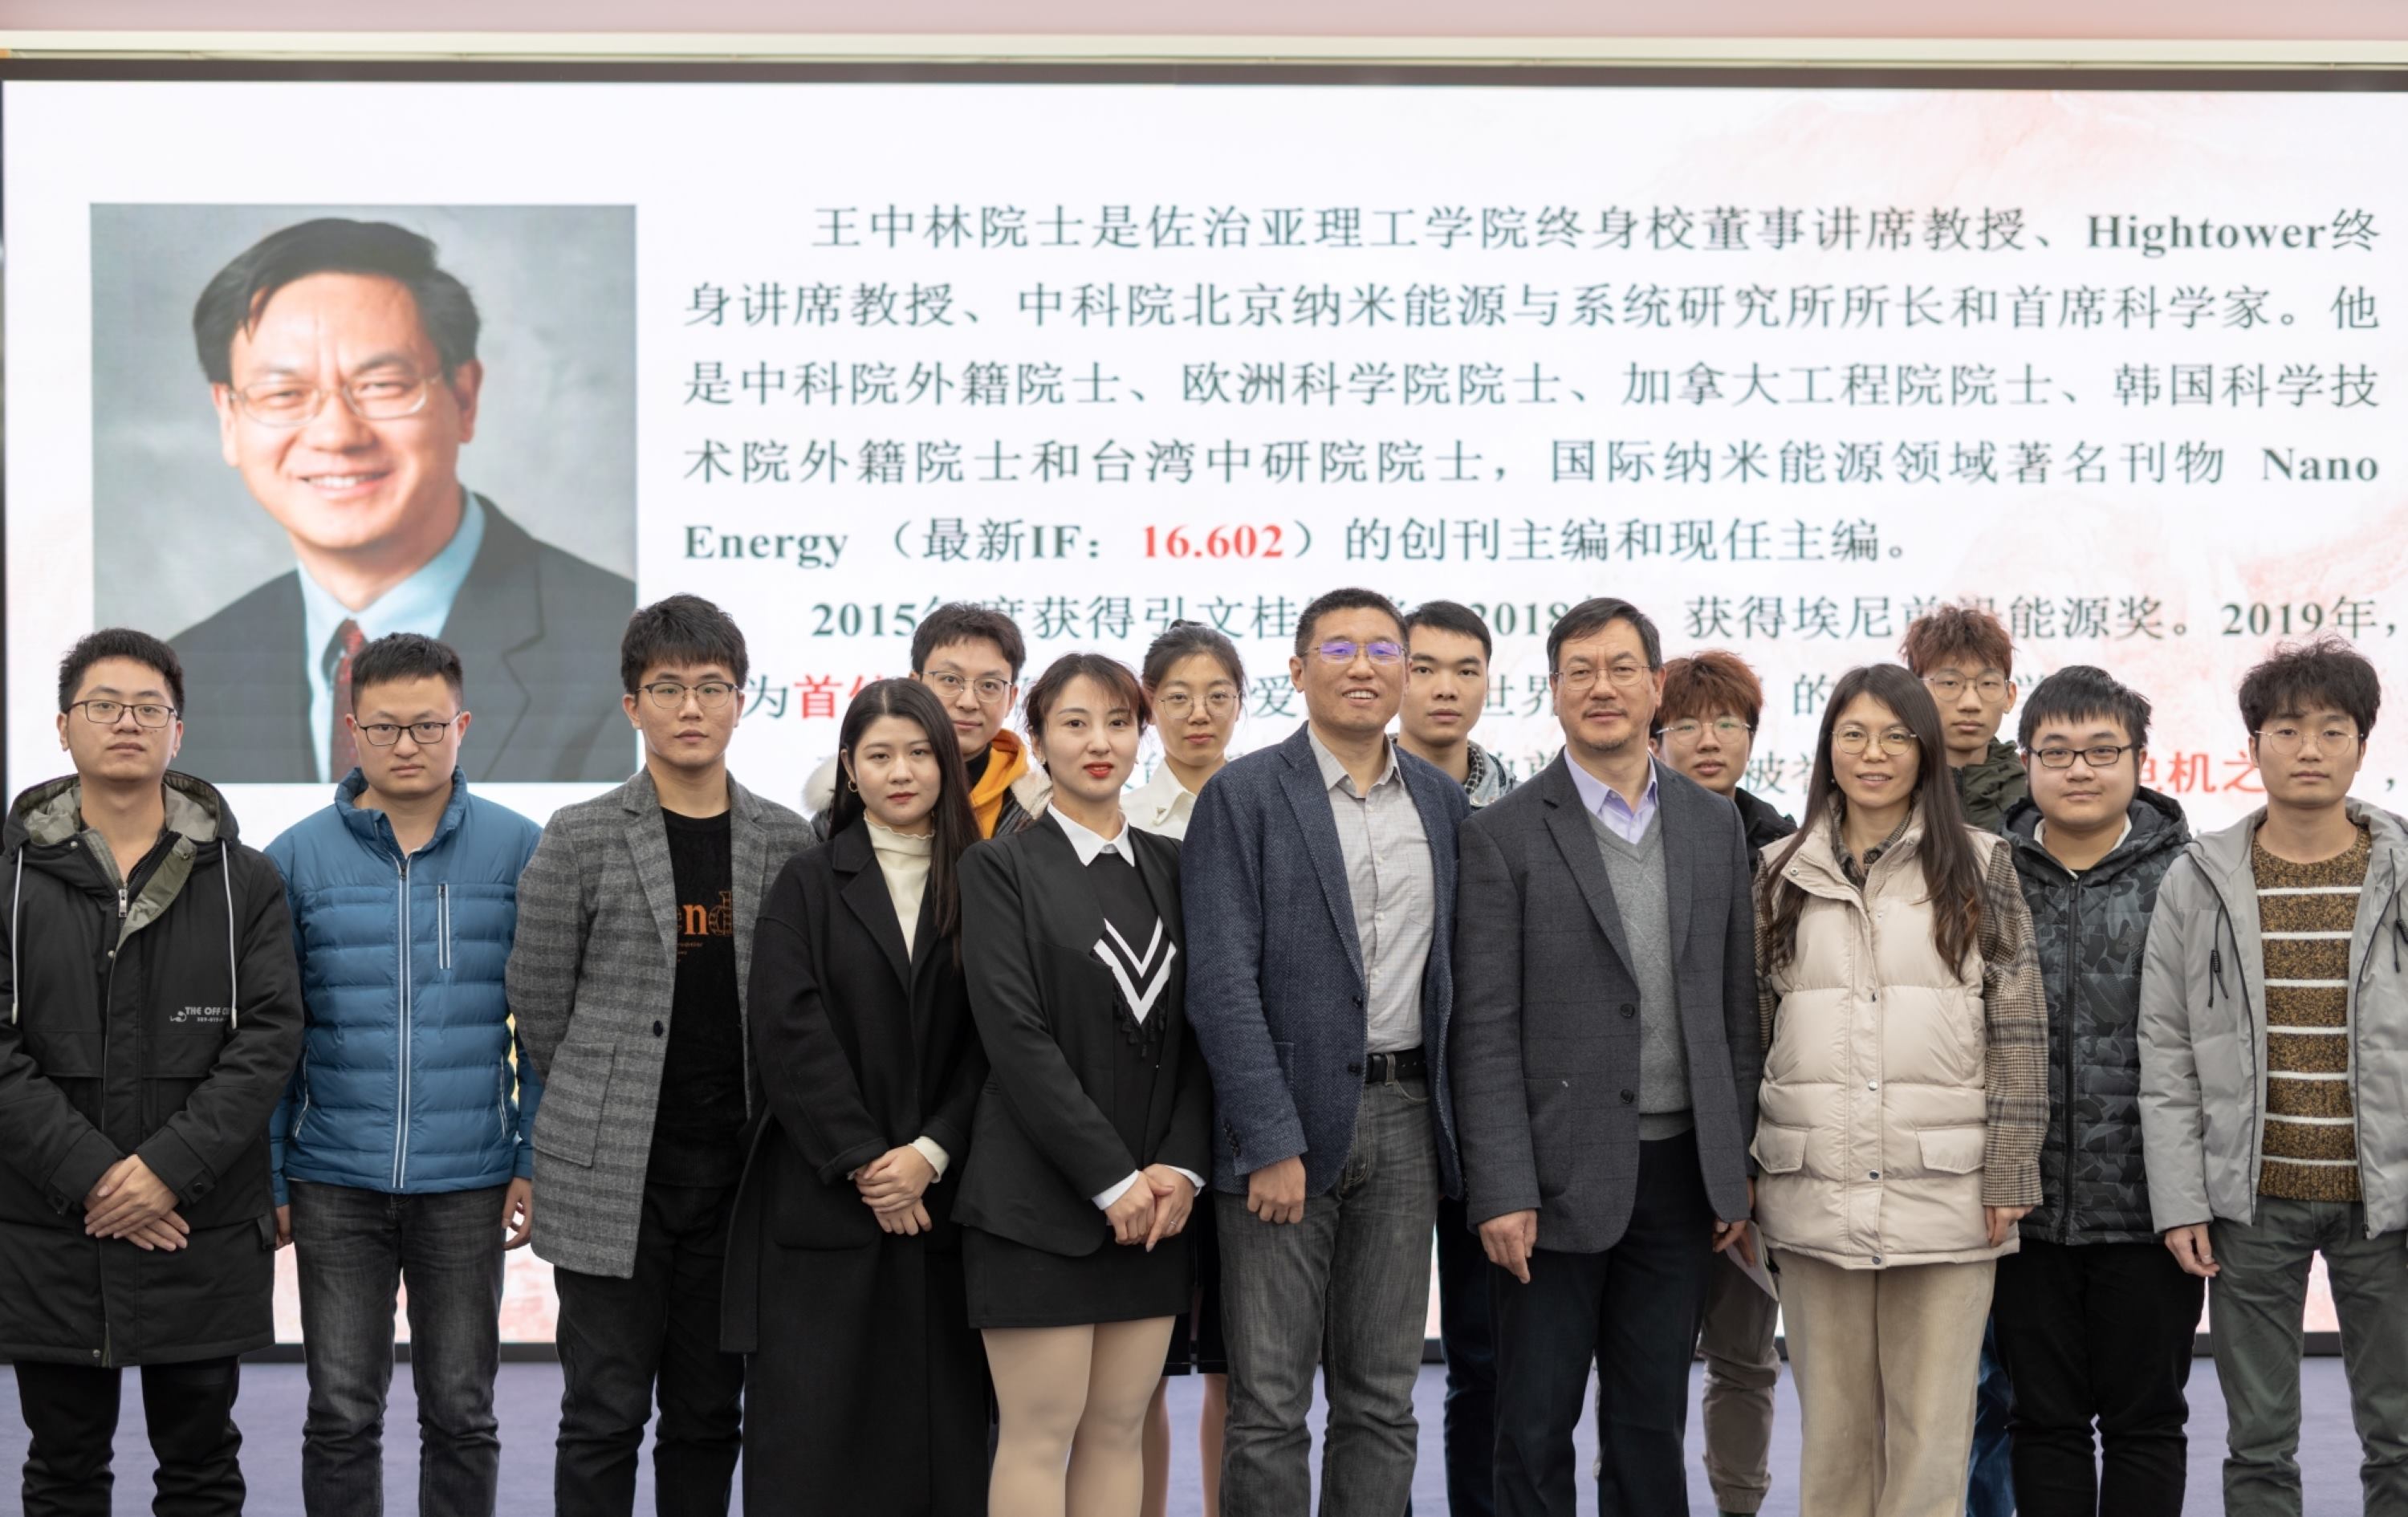 王中林院士是佐治亚理工学院终身校董事讲席教授、Hightower终
身讲席教授、中科院北京纳米能源与系统研究所所长和首席科学家。他
是中科院外籍院士、欧洲科学院院士、加拿大工程院院士、韩国科学技
术院外籍院士和台湾中研院院士，国际纳米能源领域著名刊物 Nano
Energy （最新IF：16.602）的创刊主编和现任主编。
2015年度获得引文桂 2018 获得埃尼 能源奖。2019年，
为首 爱 世界 的 学
被 电机之 ，
THE OFF